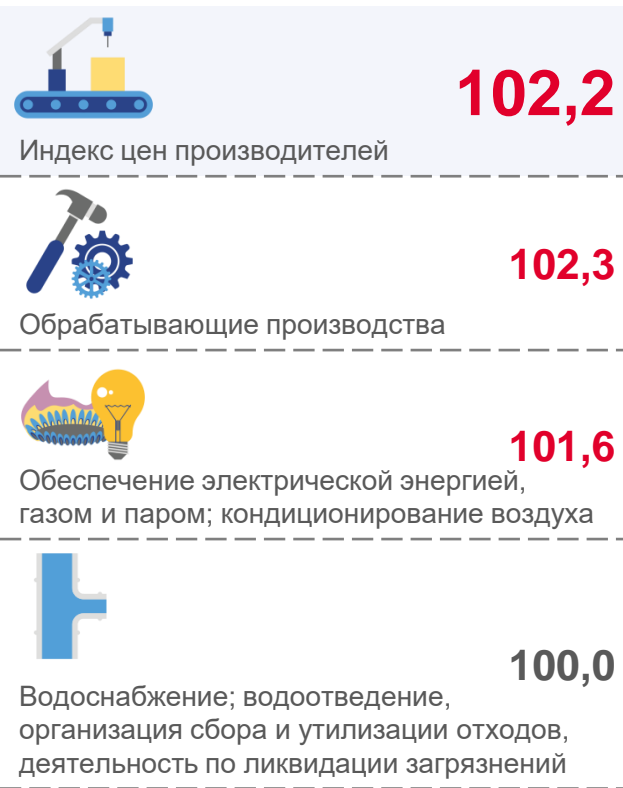 102,2
Индекс цен производителей
102,3
Обрабатывающие производства
101,6
Обеспечение электрической энергией,
газом и паром; кондиционирование воздуха
100,0
Водоснабжение; водоотведение,
организация сбора и утилизации отходов,
деятельность по ликвидации загрязнений